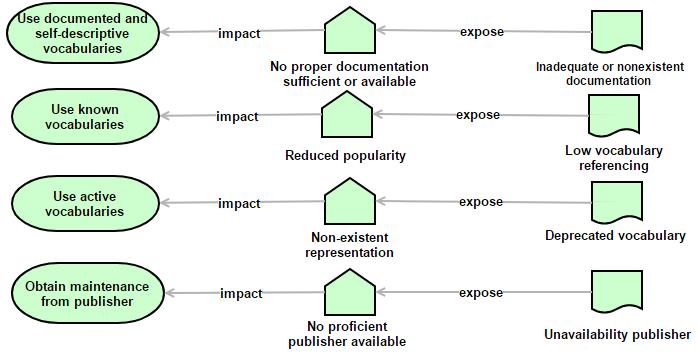 Use documented and
self-descriptive
vocabularies
impact
expose
No proper documentation
sufficient or available
Inadequate or nonexistent
documentation
Use known
vocabularies
impact
expose
Reduced popularity
Low vocabulary
referencing
Use active
vocabularies
impact
expose
Non-existent
representation
Deprecated vocabulary
Obtain maintenance
from publisher
impact
expose
No proficient
publisher available
Unavailability publisher